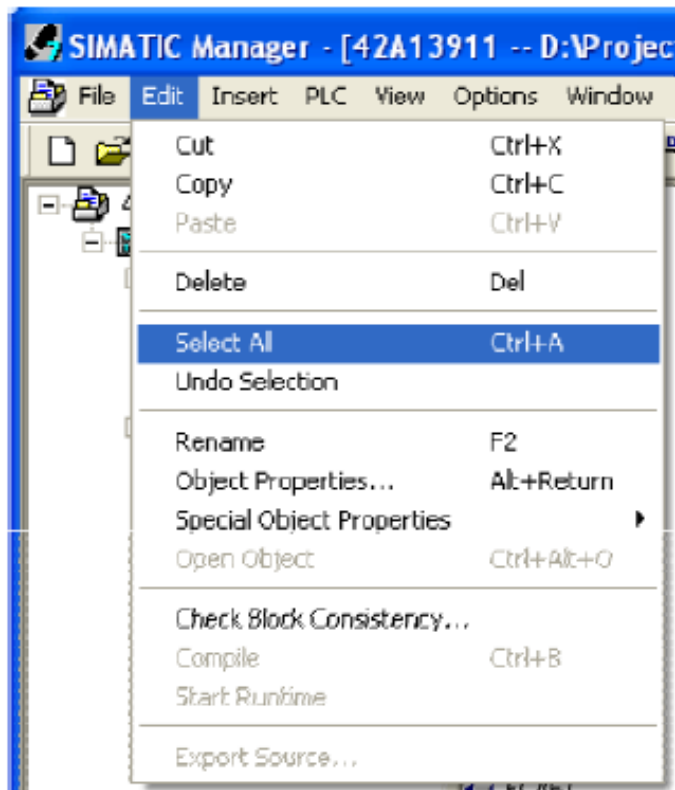 SIMATIC Manager - [42A13911 -- D:\Projec
File Edit Insert PLC View Options Window
Cut Ctrl+X
Copy Ctrl+C
Paste Ctrl+V
Delete Del
Select All Ctrl+A
Undo Selection
Rename F2
Object Properties... Alt+Return
Special Object Properties
Open Object Ctrl+Alt+O
Check Block Consistency...
Compile Ctrl+B
Start Runtime
Export Source...